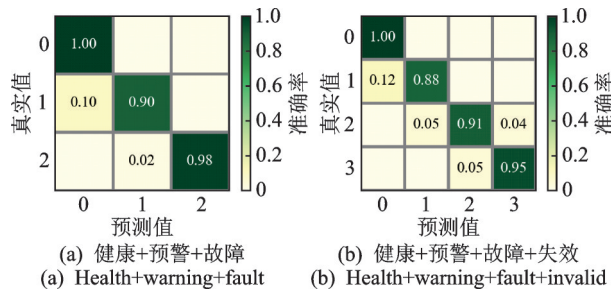 0 1.00
1 0.10 0.90
2 0.02 0.98
0 1 2
真实值
预测值
1.0
0.8
0.6
0.4
0.2
0
准确率
(a) 健康+预警+故障
(a) Health+warning+fault
0 1.00
1 0.12 0.88
2 0.05 0.91 0.04
3 0.05 0.95
0 1 2 3
真实值
预测值
1.0
0.8
0.6
0.4
0.2
0
准确率
(b) 健康+预警+故障+失效
(b) Health+warning+fault+invalid